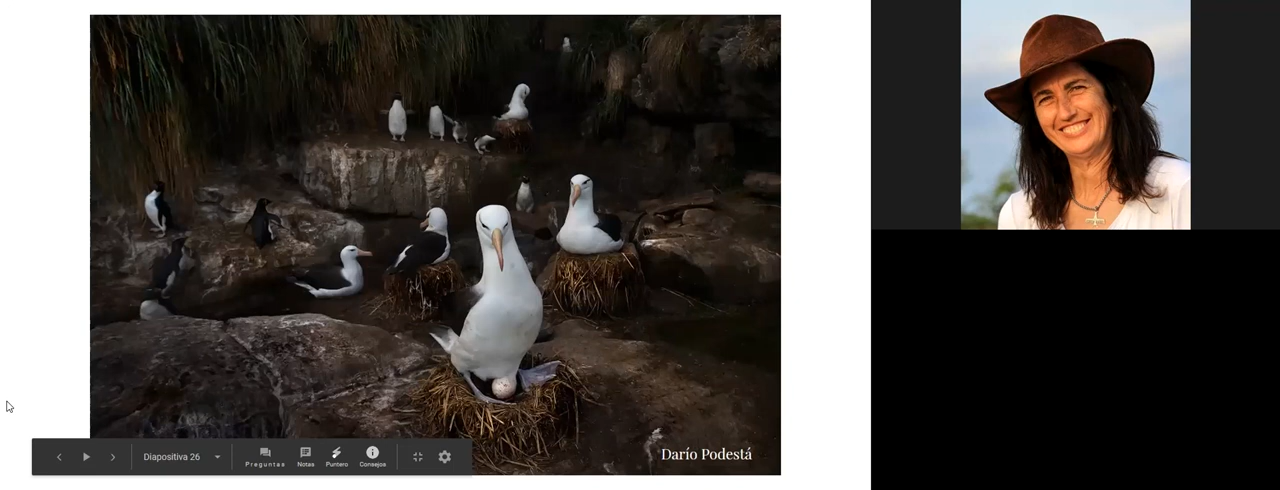 Darío Podestá
Diapositiva 26
Preguntas
Notas
Puntero
Consejos